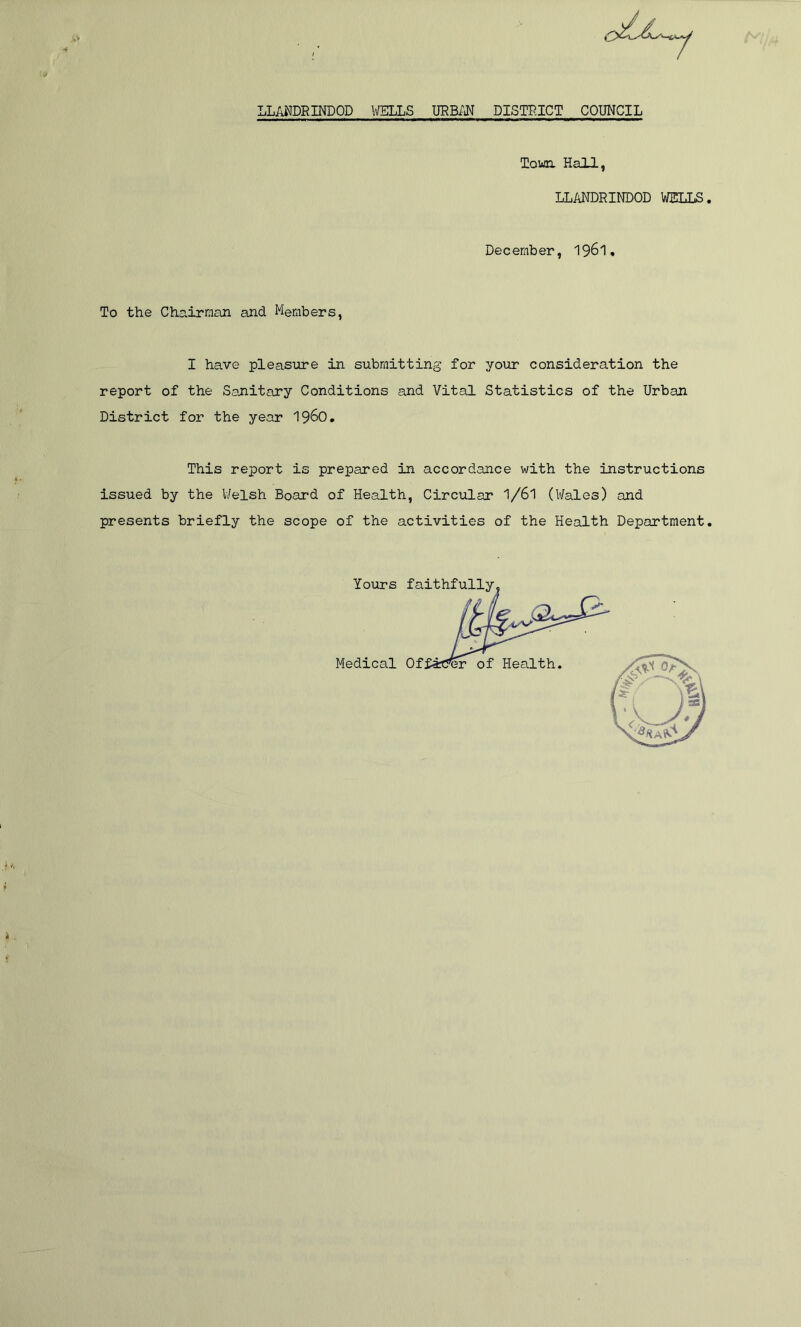 LLANDRINDOD WELLS URBAN DISTRICT COUNCIL
Town Hall,
LLANDRINDOD WELLS.
December, 1961.
To the Chairman and Members,
I have pleasure in submitting for your consideration the
report of the Sanitary Conditions and Vital Statistics of the Urban
District for the year 1960.
This report is prepared in accordance with the instructions
issued by the Welsh Board of Health, Circular 1/61 (Wales) and
presents briefly the scope of the activities of the Health Department.
Yours faithfully,
Medical Officer of Health.
MINISTRY OF HEALTH
LIBRARY